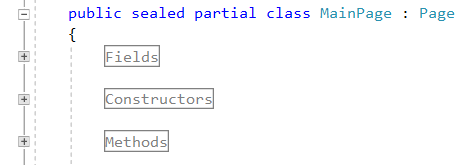 public sealed partial class MainPage : Page
{
Fields
Constructors
Methods